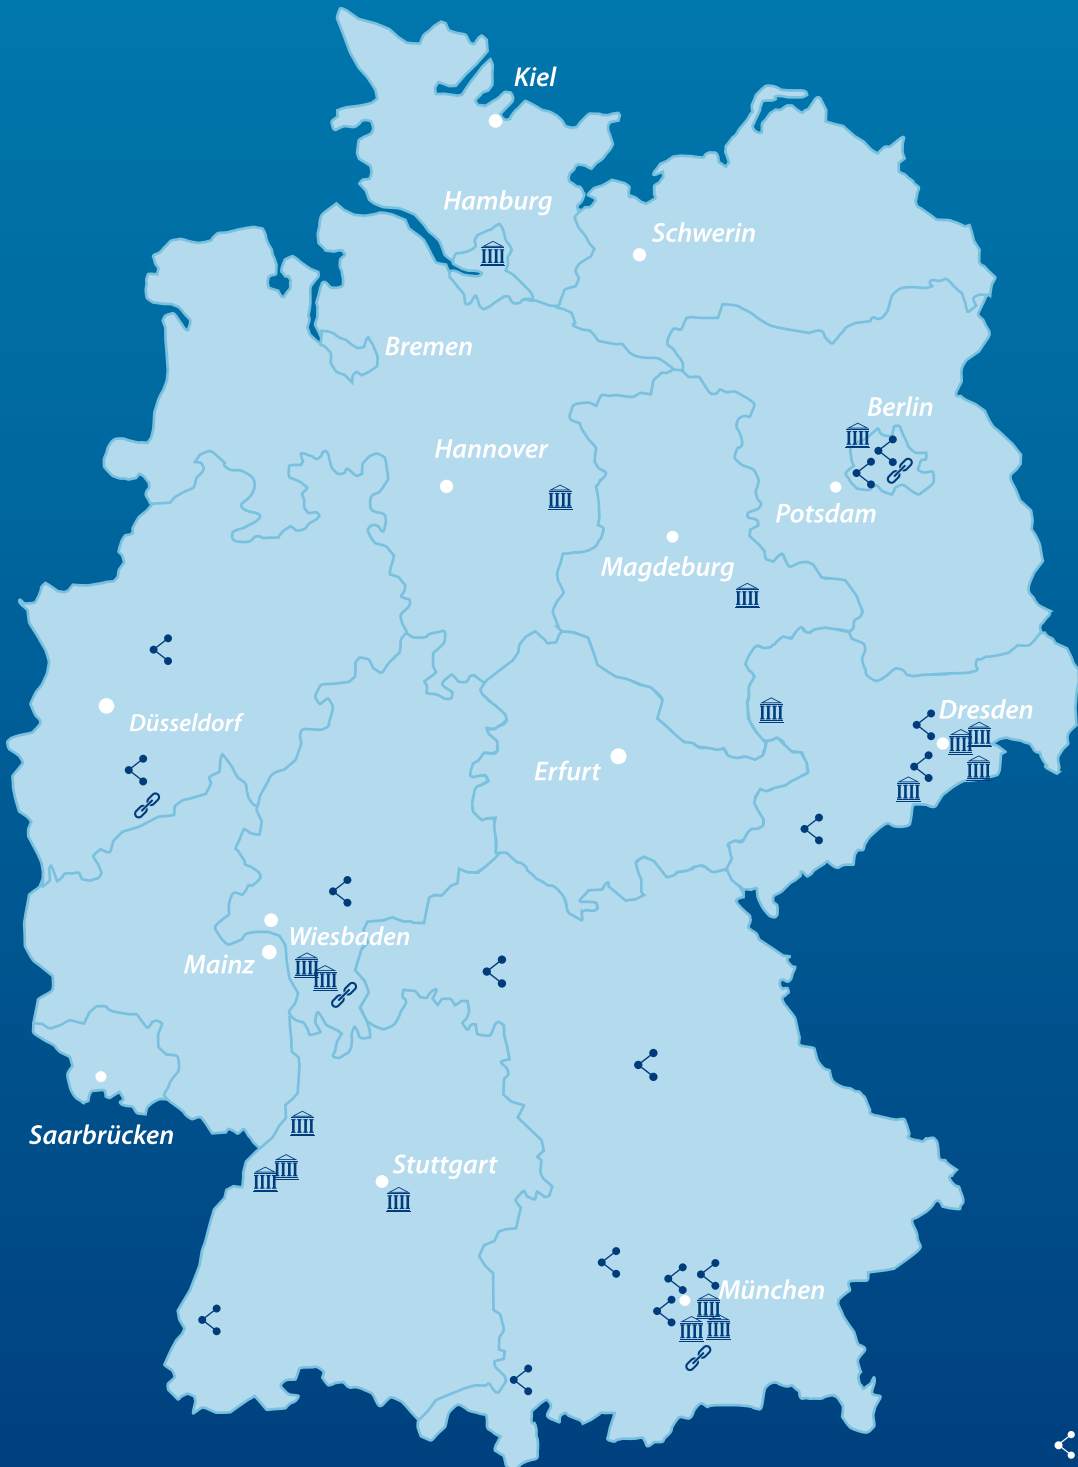 Kiel
Hamburg
Schwerin
Bremen
Berlin
Hannover
Potsdam
Magdeburg
Düsseldorf
Dresden
Erfurt
Wiesbaden
Mainz
Saarbrücken
Stuttgart
München